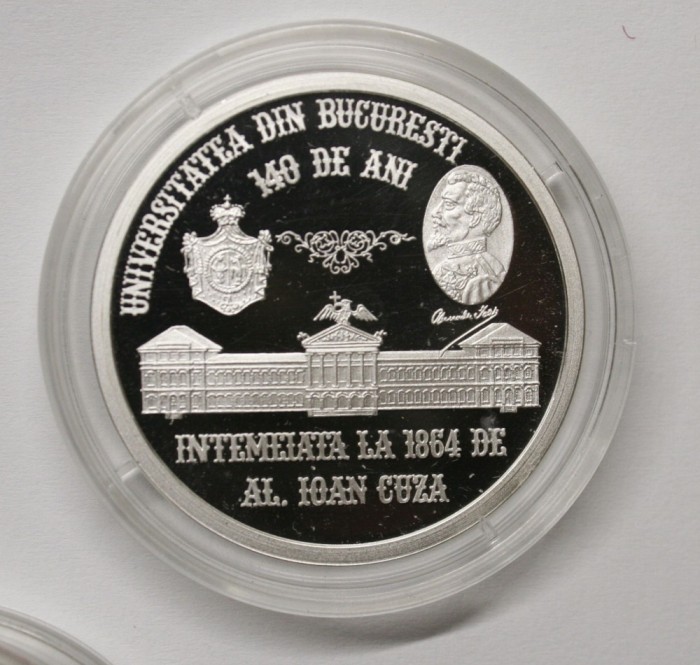 UNIVERSITATEA DIN BUCURESTI
140 DE ANI
INTEMEIATA LA 1864 DE
AL. IOAN CUZA